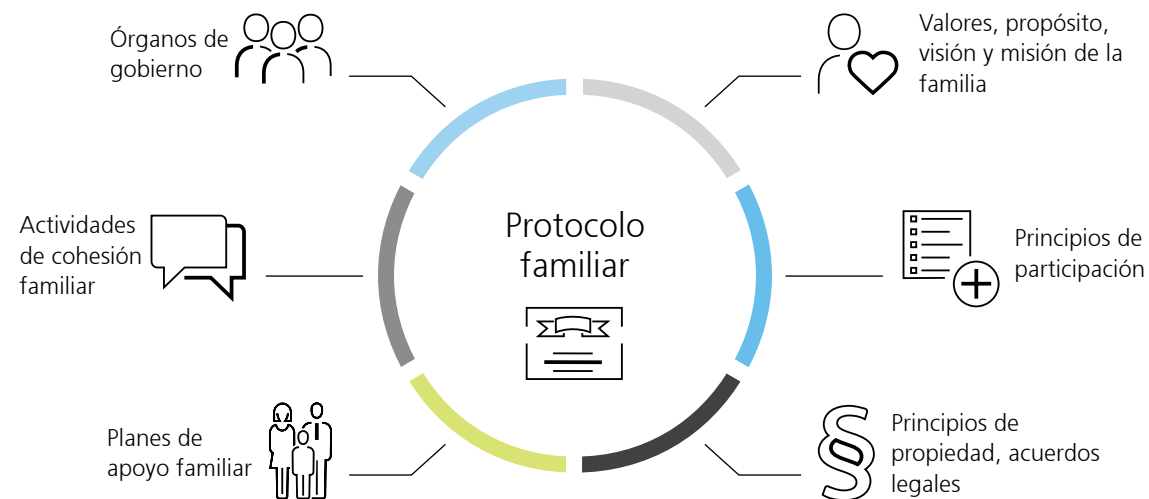 Órganos de
gobierno
Valores, propósito,
visión y misión de la
familia
Actividades
de cohesión
familiar
Protocolo
familiar
Principios de
participación
Planes de
apoyo familiar
Principios de
propiedad, acuerdos
legales